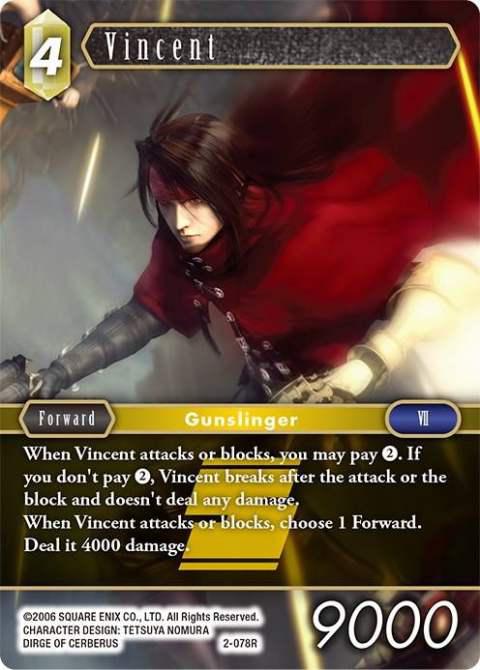 4
Vincent
Forward
Gunslinger
VII
When Vincent attacks or blocks, you may pay ❷. If
you don't pay ❷, Vincent breaks after the attack or the
block and doesn't deal any damage.
When Vincent attacks or blocks, choose 1 Forward.
Deal it 4000 damage.
©2006 SQUARE ENIX CO., LTD. All Rights Reserved.
CHARACTER DESIGN: TETSUYA NOMURA
DIRGE OF CERBERUS
2-078R
9000